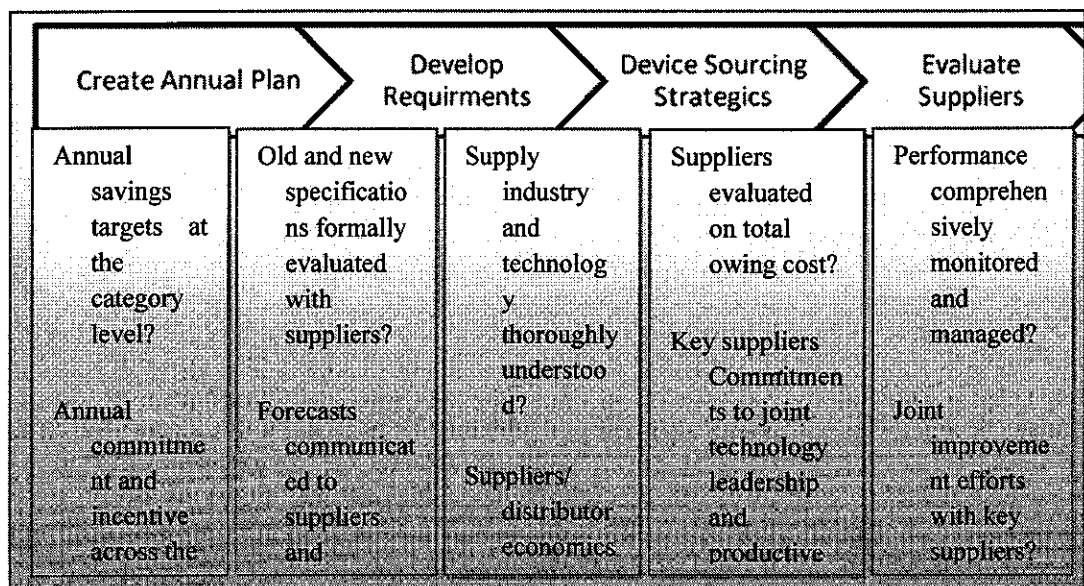 Create Annual Plan
Develop
Requirments
Device Sourcing
Strategics
Evaluate
Suppliers
Annual
savings
targets at
the
category
level?
Annual
commitme
nt and
incentive
across the
Old and new
specificatio
ns formally
evaluated
with
suppliers?
Forecasts
communicat
ed to
suppliers
and
Supply
industry
and
technolog
y
thoroughly
understoo
d?
Suppliers/
distributor
economics
Suppliers
evaluated
on total
owing cost?
Key suppliers
Commitmen
ts to joint
technology
leadership
and
productive
Performance
comprehen
sively
monitored
and
managed?
Joint
improveme
nt efforts
with key
suppliers?